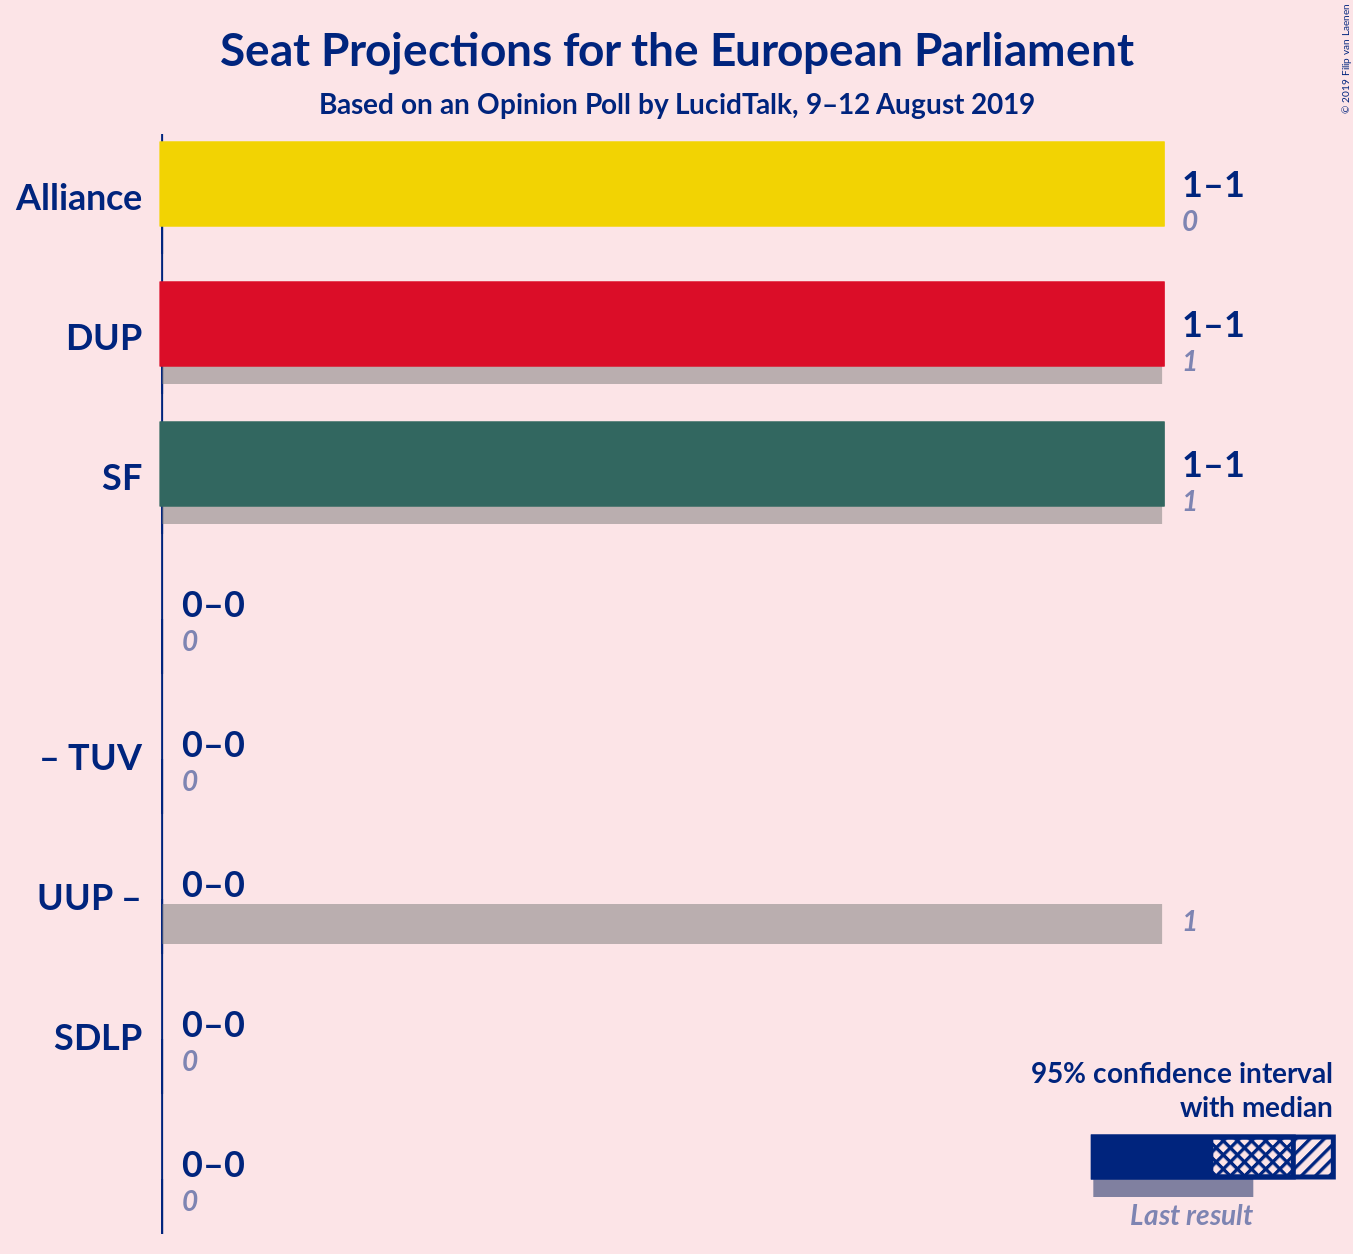 Seat Projections for the European Parliament
Based on an Opinion Poll by LucidTalk, 9–12 August 2019
© 2019 Filip van Laenen
Alliance
1–1
0
DUP
1–1
1
SF
1–1
1
0–0
0
– TUV
0–0
0
UUP –
0–0
1
SDLP
0–0
0
0–0
0
95% confidence interval
with median
Last result